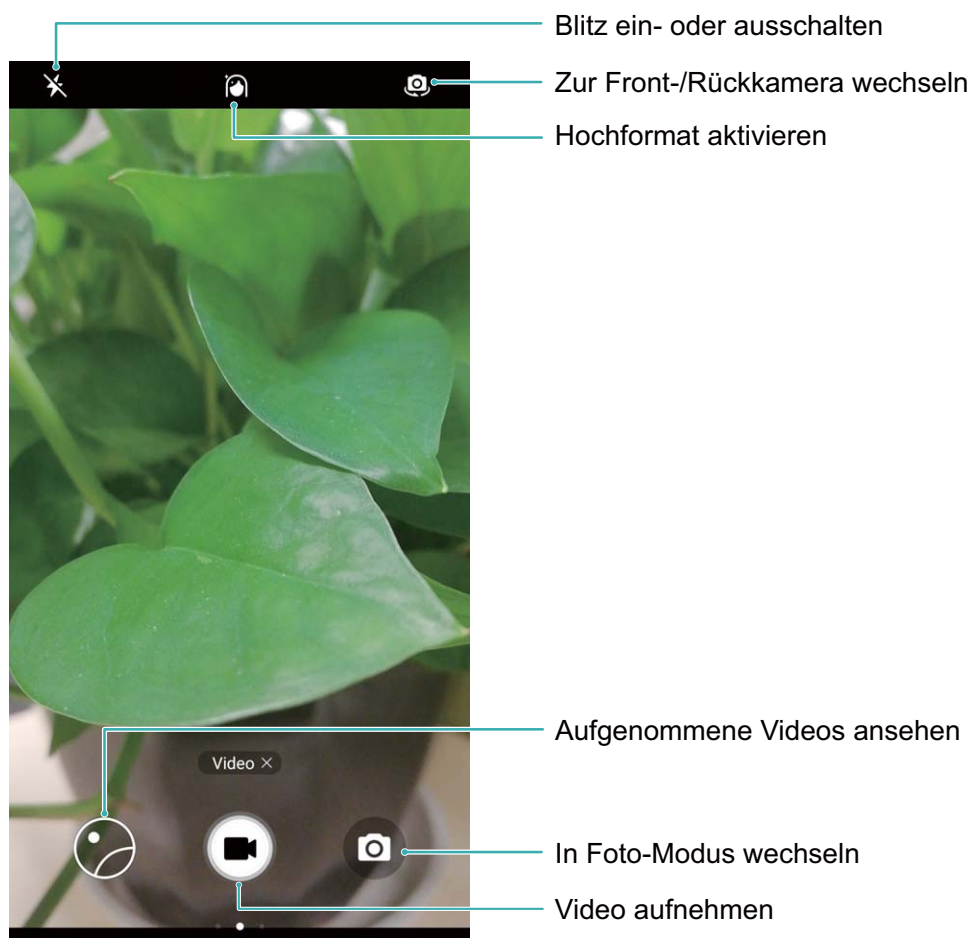 Blitz ein- oder ausschalten
Zur Front-/Rückkamera wechseln
Hochformat aktivieren
Aufgenommene Videos ansehen
Video ×
In Foto-Modus wechseln
Video aufnehmen